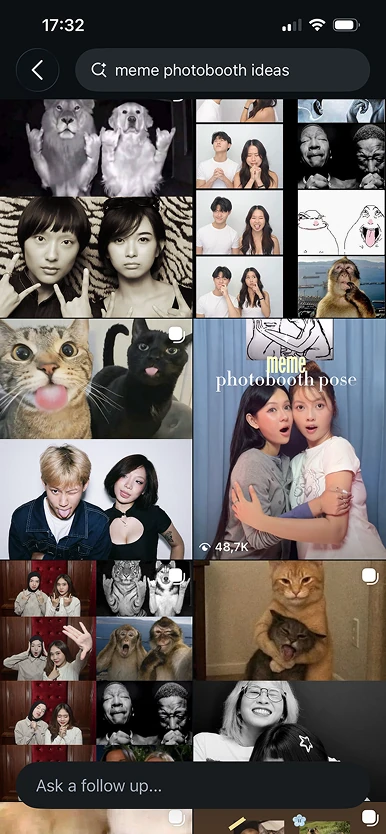 17:32
meme photobooth ideas
meme
photobooth pose
48,7K
Ask a follow up...